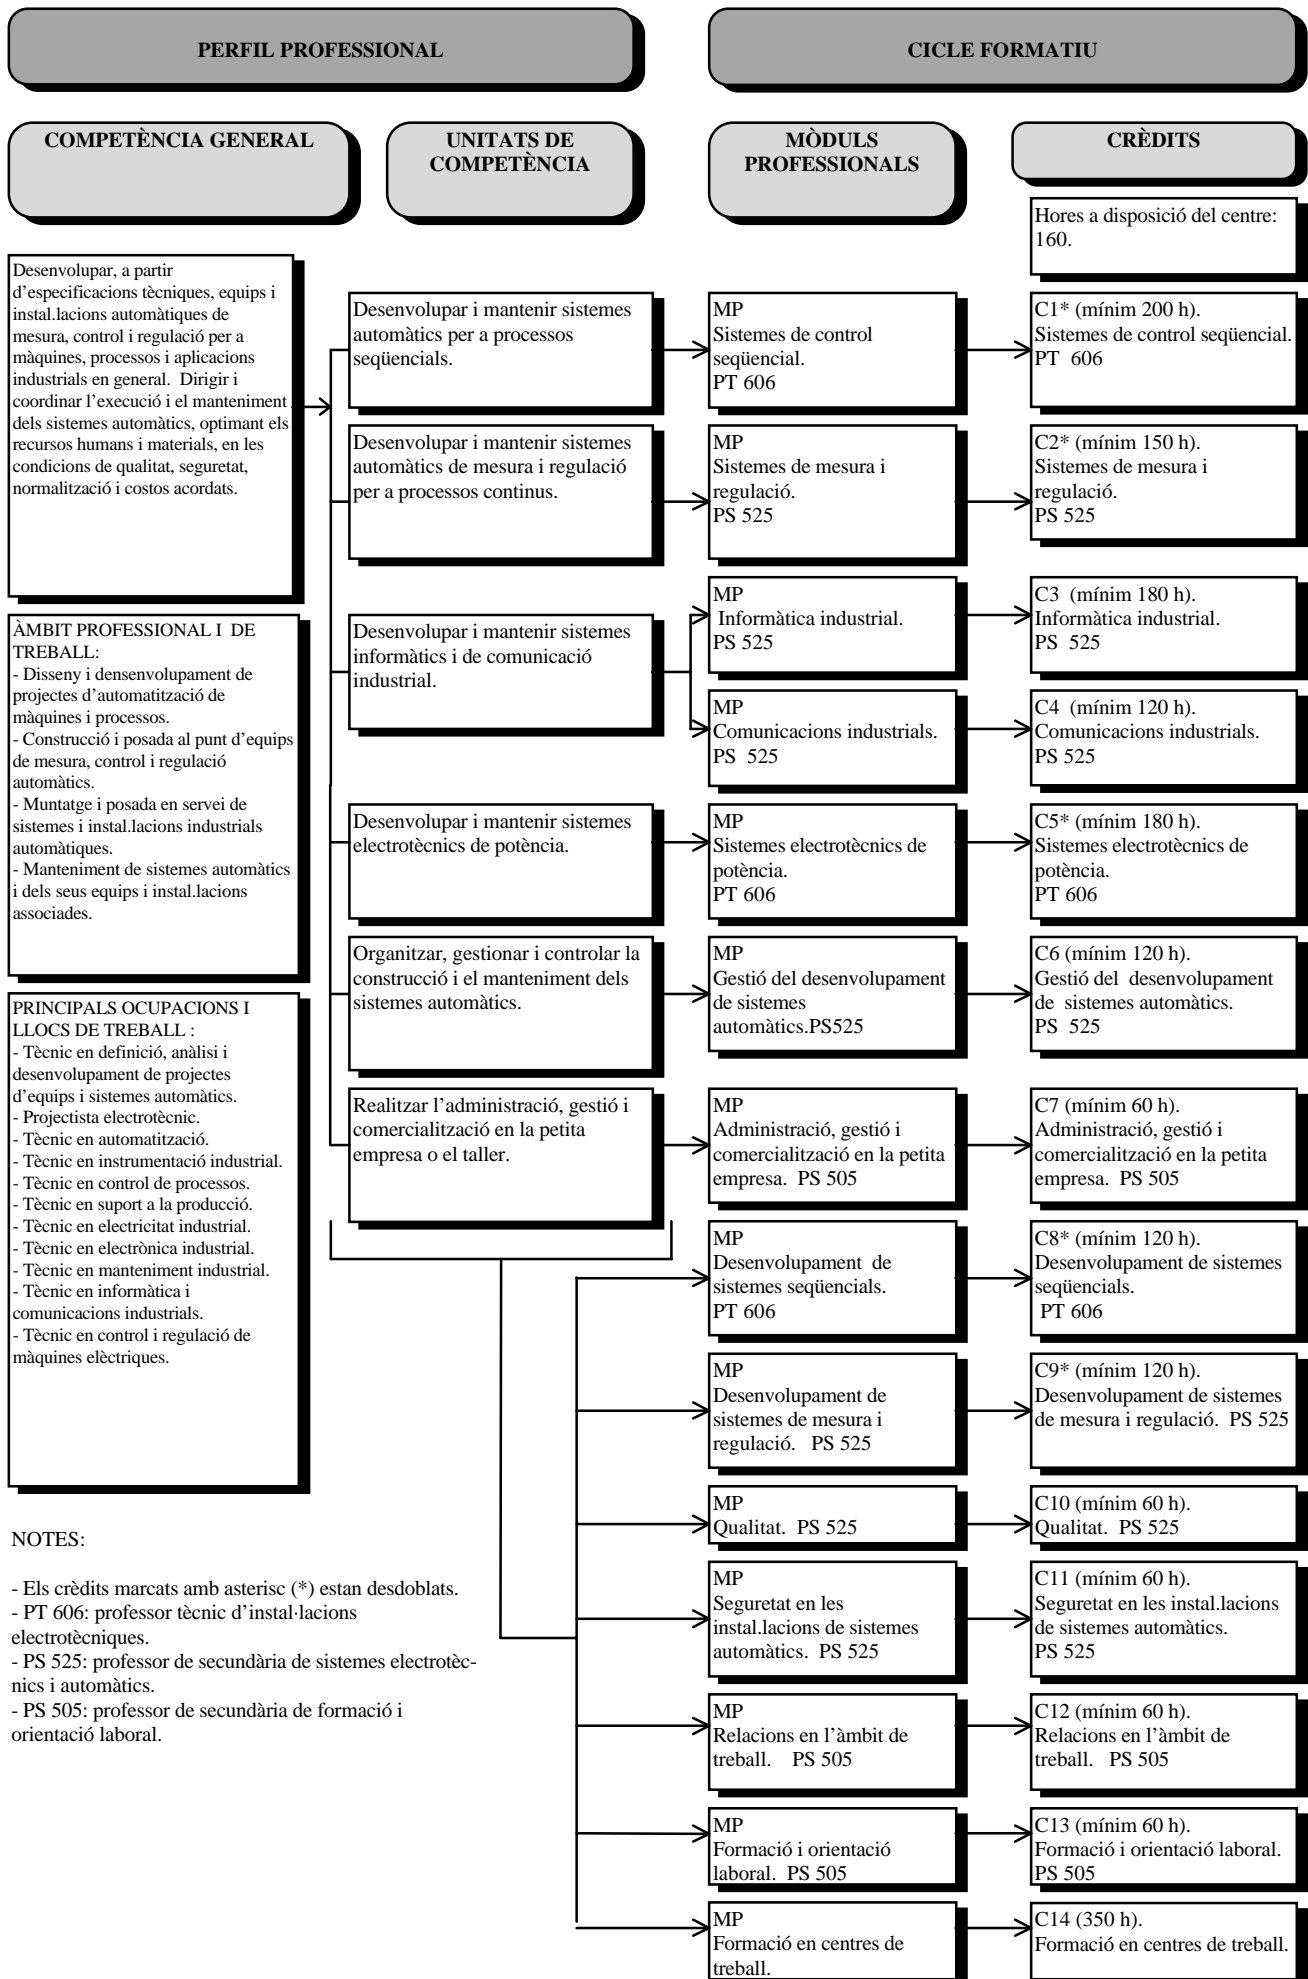 PERFIL PROFESSIONAL
CICLE FORMATIU
COMPETÈNCIA GENERAL
UNITATS DE
COMPETÈNCIA
MÒDULS
PROFESSIONALS
CRÈDITS
Hores a disposició del centre:
160.
Desenvolupar, a partir
d’especificacions tècniques, equips i
instal.lacions automàtiques de
mesura, control i regulació per a
màquines, processos i aplicacions
industrials en general.  Dirigir i
coordinar l’execució i el manteniment
dels sistemes automàtics, optimant els
recursos humans i materials, en les
condicions de qualitat, seguretat,
normalització i costos acordats.
ÀMBIT PROFESSIONAL I  DE
TREBALL:
- Disseny i densenvolupament de
projectes d’automatització de
màquines i processos.
- Construcció i posada al punt d’equips
de mesura, control i regulació
automàtics.
- Muntatge i posada en servei de
sistemes i instal.lacions industrials
automàtiques.
- Manteniment de sistemes automàtics
i dels seus equips i instal.lacions
associades.
PRINCIPALS OCUPACIONS I
LLOCS DE TREBALL :
- Tècnic en definició, anàlisi i
desenvolupament de projectes
d’equips i sistemes automàtics.
- Projectista electrotècnic.
- Tècnic en automatització.
- Tècnic en instrumentació industrial.
- Tècnic en control de processos.
- Tècnic en suport a la producció.
- Tècnic en electricitat industrial.
- Tècnic en electrònica industrial.
- Tècnic en manteniment industrial.
- Tècnic en informàtica i
comunicacions industrials.
- Tècnic en control i regulació de
màquines elèctriques.
NOTES:
- Els crèdits marcats amb asterisc (*) estan desdoblats.
- PT 606: professor tècnic d’instal·lacions
electrotècniques.
- PS 525: professor de secundària de sistemes electrotèc-
nics i automàtics.
- PS 505: professor de secundària de formació i
orientació laboral.
Desenvolupar i mantenir sistemes
automàtics per a processos
seqüencials.
Desenvolupar i mantenir sistemes
automàtics de mesura i regulació
per a processos continus.
Desenvolupar i mantenir sistemes
informàtics i de comunicació
industrial.
Desenvolupar i mantenir sistemes
electrotècnics de potència.
Organitzar, gestionar i controlar la
construcció i el manteniment dels
sistemes automàtics.
Realitzar l’administració, gestió i
comercialització en la petita
empresa o el taller.
MP
Sistemes de control
seqüencial.
PT 606
MP
Sistemes de mesura i
regulació.
PS 525
MP
Informàtica industrial.
PS 525
MP
Comunicacions industrials.
PS  525
MP
Sistemes electrotècnics de
potència.
PT 606
MP
Gestió del desenvolupament
de sistemes
automàtics.PS525
MP
Administració, gestió i
comercialització en la petita
empresa.  PS 505
MP
Desenvolupament  de
sistemes seqüencials.
PT 606
MP
Desenvolupament de
sistemes de mesura i
regulació.   PS 525
MP
Qualitat.  PS 525
MP
Seguretat en les
instal.lacions de sistemes
automàtics.  PS 525
MP
Relacions en l’àmbit de
treball.    PS 505
MP
Formació i orientació
laboral.  PS 505
MP
Formació en centres de
treball.
C1* (mínim 200 h).
Sistemes de control seqüencial.
PT  606
C2* (mínim 150 h).
Sistemes de mesura i
regulació.
PS 525
C3  (mínim 180 h).
Informàtica industrial.
PS  525
C4  (mínim 120 h).
Comunicacions industrials.
PS 525
C5* (mínim 180 h).
Sistemes electrotècnics de
potència.
PT 606
C6 (mínim 120 h).
Gestió del  desenvolupament
de  sistemes automàtics.
PS  525
C7 (mínim 60 h).
Administració, gestió i
comercialització en la petita
empresa.  PS 505
C8* (mínim 120 h).
Desenvolupament de sistemes
seqüencials.
PT 606
C9* (mínim 120 h).
Desenvolupament de sistemes
de mesura i regulació.  PS 525
C10 (mínim 60 h).
Qualitat.  PS 525
C11 (mínim 60 h).
Seguretat en les instal.lacions
de sistemes automàtics.
PS 525
C12 (mínim 60 h).
Relacions en l’àmbit de
treball.   PS 505
C13 (mínim 60 h).
Formació i orientació laboral.
PS 505
C14 (350 h).
Formació en centres de treball.